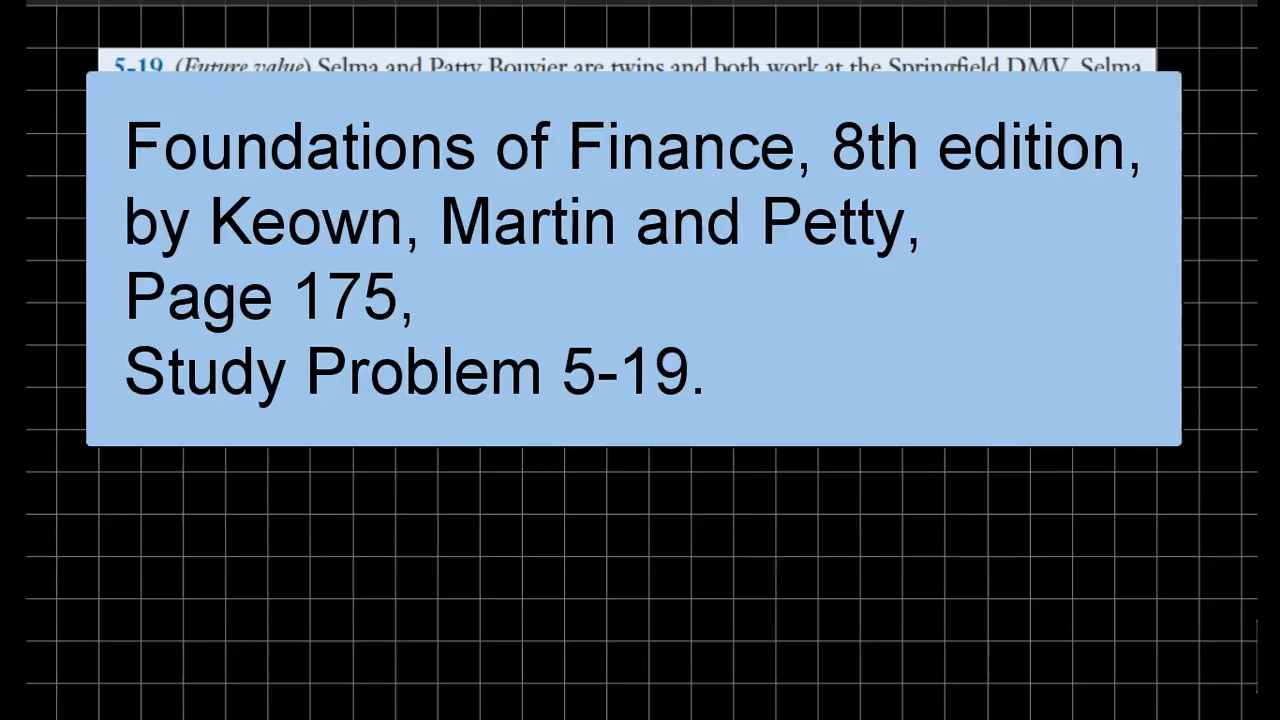 5-19 (Future value) Selma and Patty Bouvier are twins and both work at the Springfield DMV. Selma
Foundations of Finance, 8th edition,
by Keown, Martin and Petty,
Page 175,
Study Problem 5-19.